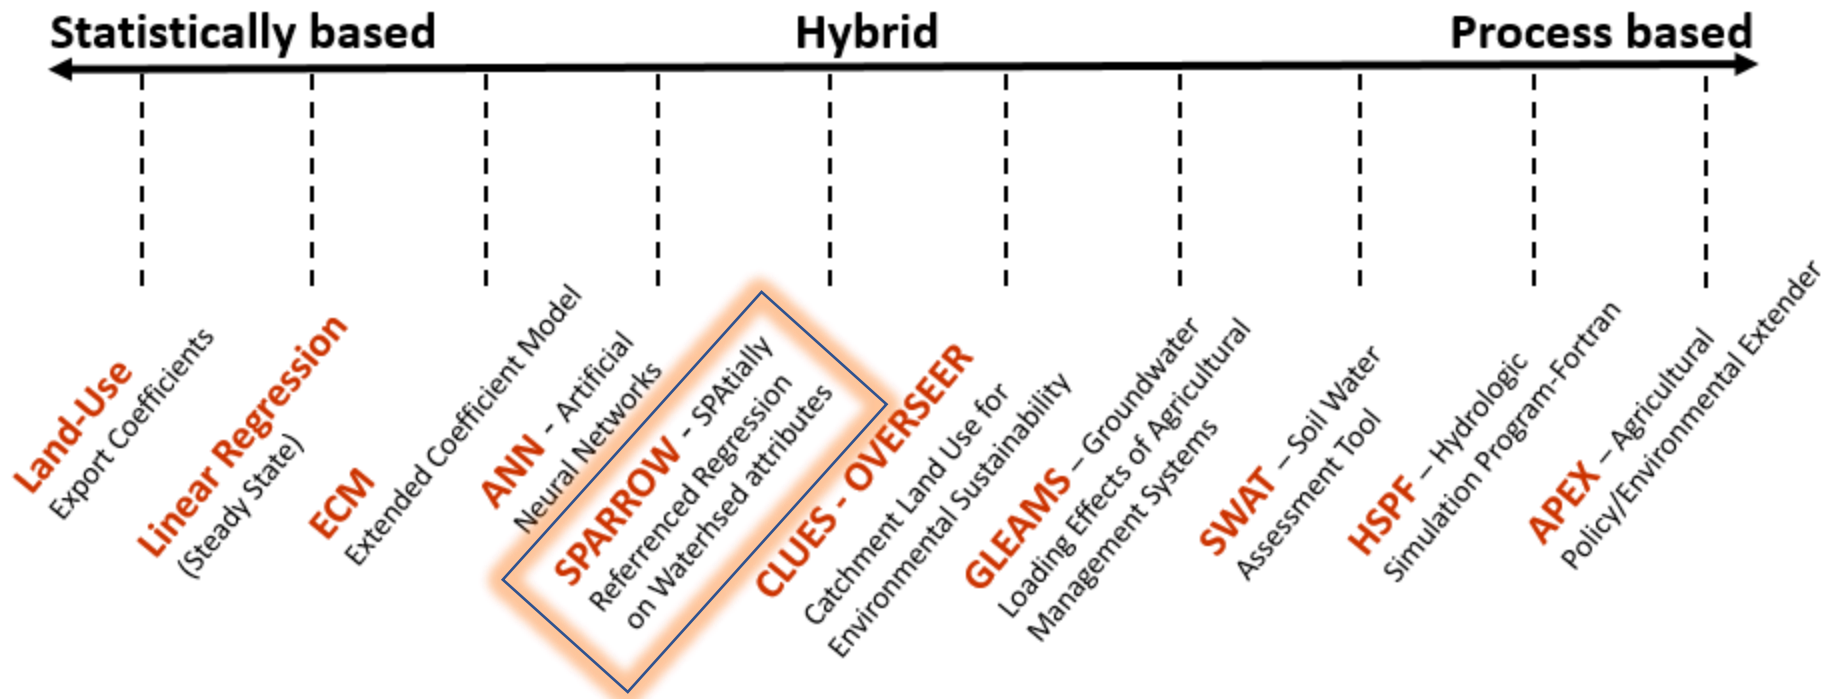 Statistically based
Hybrid
Process based
Land-Use
Export Coefficients
Linear Regression
(Steady State)
ECM
Extended Coefficient Model
ANN - Artificial
Neural Networks
SPARROW - SPAtially
Referrenced Regression
on Waterhsed attributes
CLUES - OVERSEER
Catchment Land Use for
Environmental Sustainability
GLEAMS – Groundwater
Loading Effects of Agricultural
Management Systems
SWAT – Soil Water
Assessment Tool
HSPF – Hydrologic
Simulation Program-Fortran
APEX – Agricultural
Policy/Environmental Extender